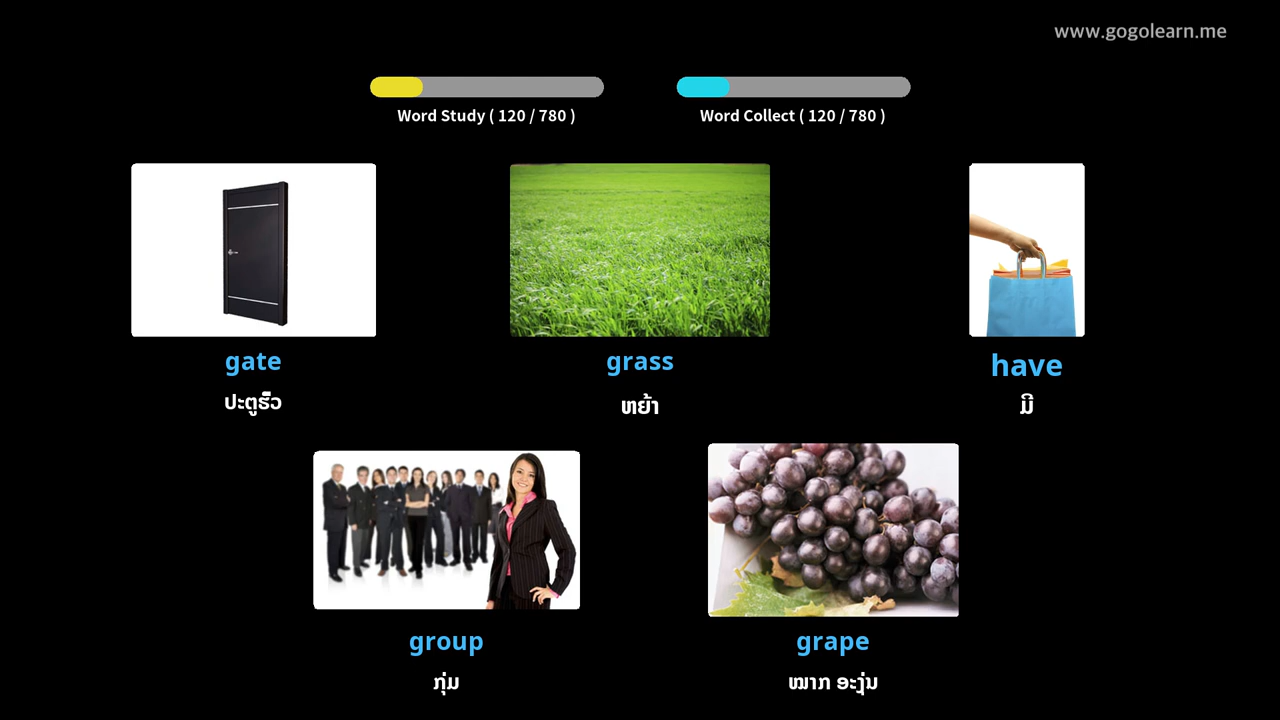 www.gogolearn.me
Word Study ( 120 / 780 )
Word Collect ( 120 / 780 )
gate
ປະຕູຮົ້ວ
grass
ຫຍ້າ
have
ມີ
group
ກຸ່ມ
grape
ໝາກ ອະງຸ່ນ